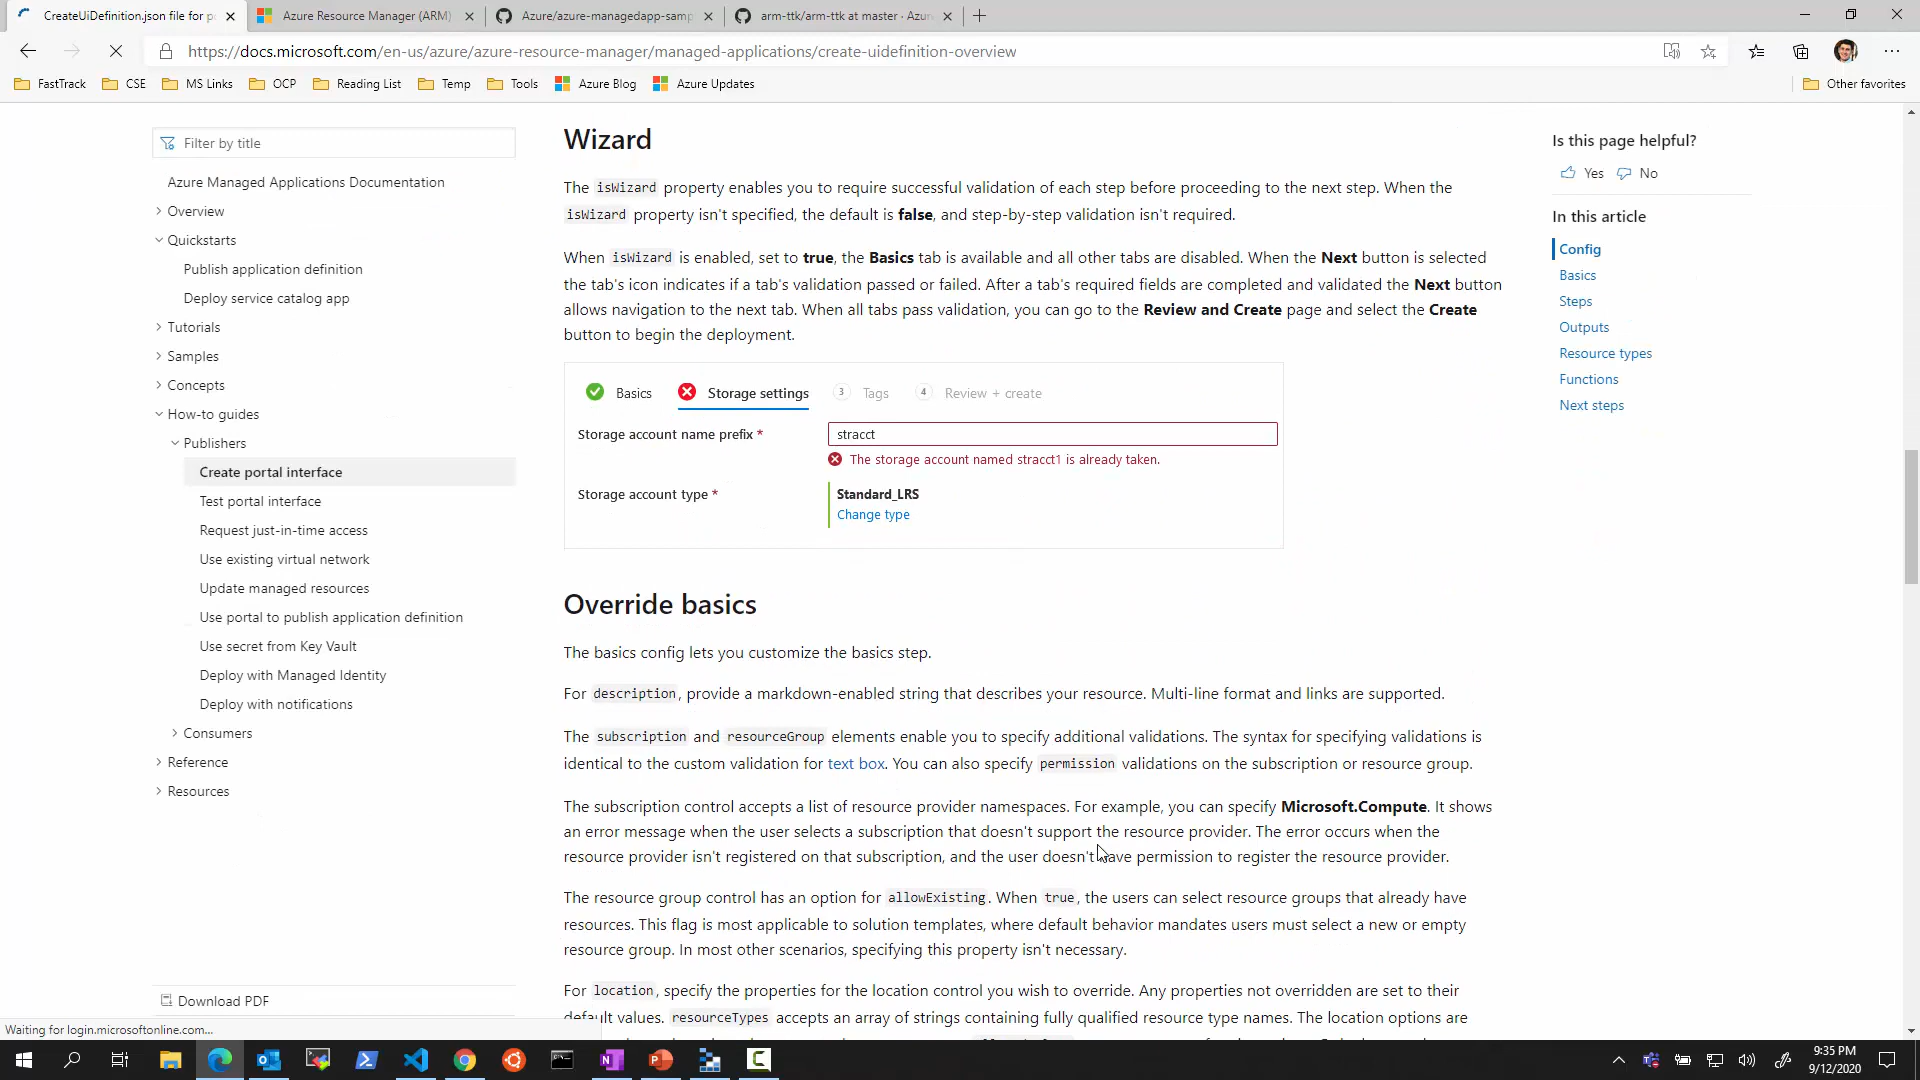 CreateUiDefinition.json file for p
Azure Resource Manager (ARM)
Azure/azure-managedapp-samp
arm-ttk/arm-ttk at master · Azu
https://docs.microsoft.com/en-us/azure/azure-resource-manager/managed-applications/create-uidefinition-overview
FastTrack
CSE
MS Links
OCP
Reading List
Temp
Tools
Azure Blog
Azure Updates
Other favorites
Filter by title
Azure Managed Applications Documentation
Overview
Quickstarts
Publish application definition
Deploy service catalog app
Tutorials
Samples
Concepts
How-to guides
Publishers
Create portal interface
Test portal interface
Request just-in-time access
Use existing virtual network
Update managed resources
Use portal to publish application definition
Use secret from Key Vault
Deploy with Managed Identity
Deploy with notifications
Consumers
Reference
Resources
Download PDF
Wizard
The isWizard property enables you to require successful validation of each step before proceeding to the next step. When the
isWizard property isn't specified, the default is false, and step-by-step validation isn't required.
When isWizard is enabled, set to true, the Basics tab is available and all other tabs are disabled. When the Next button is selected
the tab's icon indicates if a tab's validation passed or failed. After a tab's required fields are completed and validated the Next button
allows navigation to the next tab. When all tabs pass validation, you can go to the Review and Create page and select the Create
button to begin the deployment.
Basics
Storage settings
3 Tags
4 Review + create
Storage account name prefix *
stracct
The storage account named stracct1 is already taken.
Storage account type *
Standard_LRS
Change type
Override basics
The basics config lets you customize the basics step.
For description, provide a markdown-enabled string that describes your resource. Multi-line format and links are supported.
The subscription and resourceGroup elements enable you to specify additional validations. The syntax for specifying validations is
identical to the custom validation for text box. You can also specify permission validations on the subscription or resource group.
The subscription control accepts a list of resource provider namespaces. For example, you can specify Microsoft.Compute. It shows
an error message when the user selects a subscription that doesn't support the resource provider. The error occurs when the
resource provider isn't registered on that subscription, and the user doesn't have permission to register the resource provider.
The resource group control has an option for allowExisting. When true, the users can select resource groups that already have
resources. This flag is most applicable to solution templates, where default behavior mandates users must select a new or empty
resource group. In most other scenarios, specifying this property isn't necessary.
For location, specify the properties for the location control you wish to override. Any properties not overridden are set to their
default values. resourceTypes accepts an array of strings containing fully qualified resource type names. The location options are
Is this page helpful?
Yes
No
In this article
Config
Basics
Steps
Outputs
Resource types
Functions
Next steps
Waiting for login.microsoftonline.com...
9:35 PM
9/12/2020